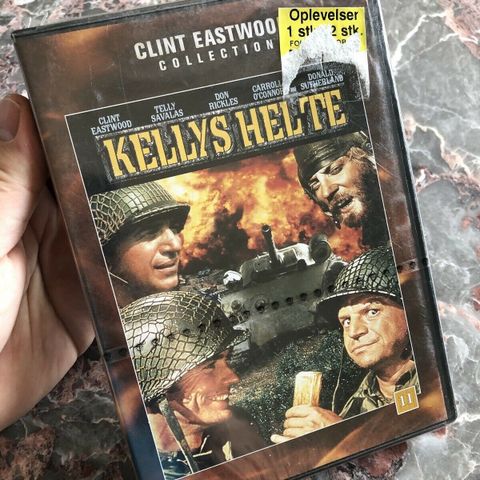 CLINT EASTWOOD
COLLECTION
Oplevelser
1 stk. 2 stk.
CLINT TELLY DON CARROLL DONALD
EASTWOOD SAVALAS RICKLES O'CONNOR AND SUTHERLAND
KELLYS HELTE
11